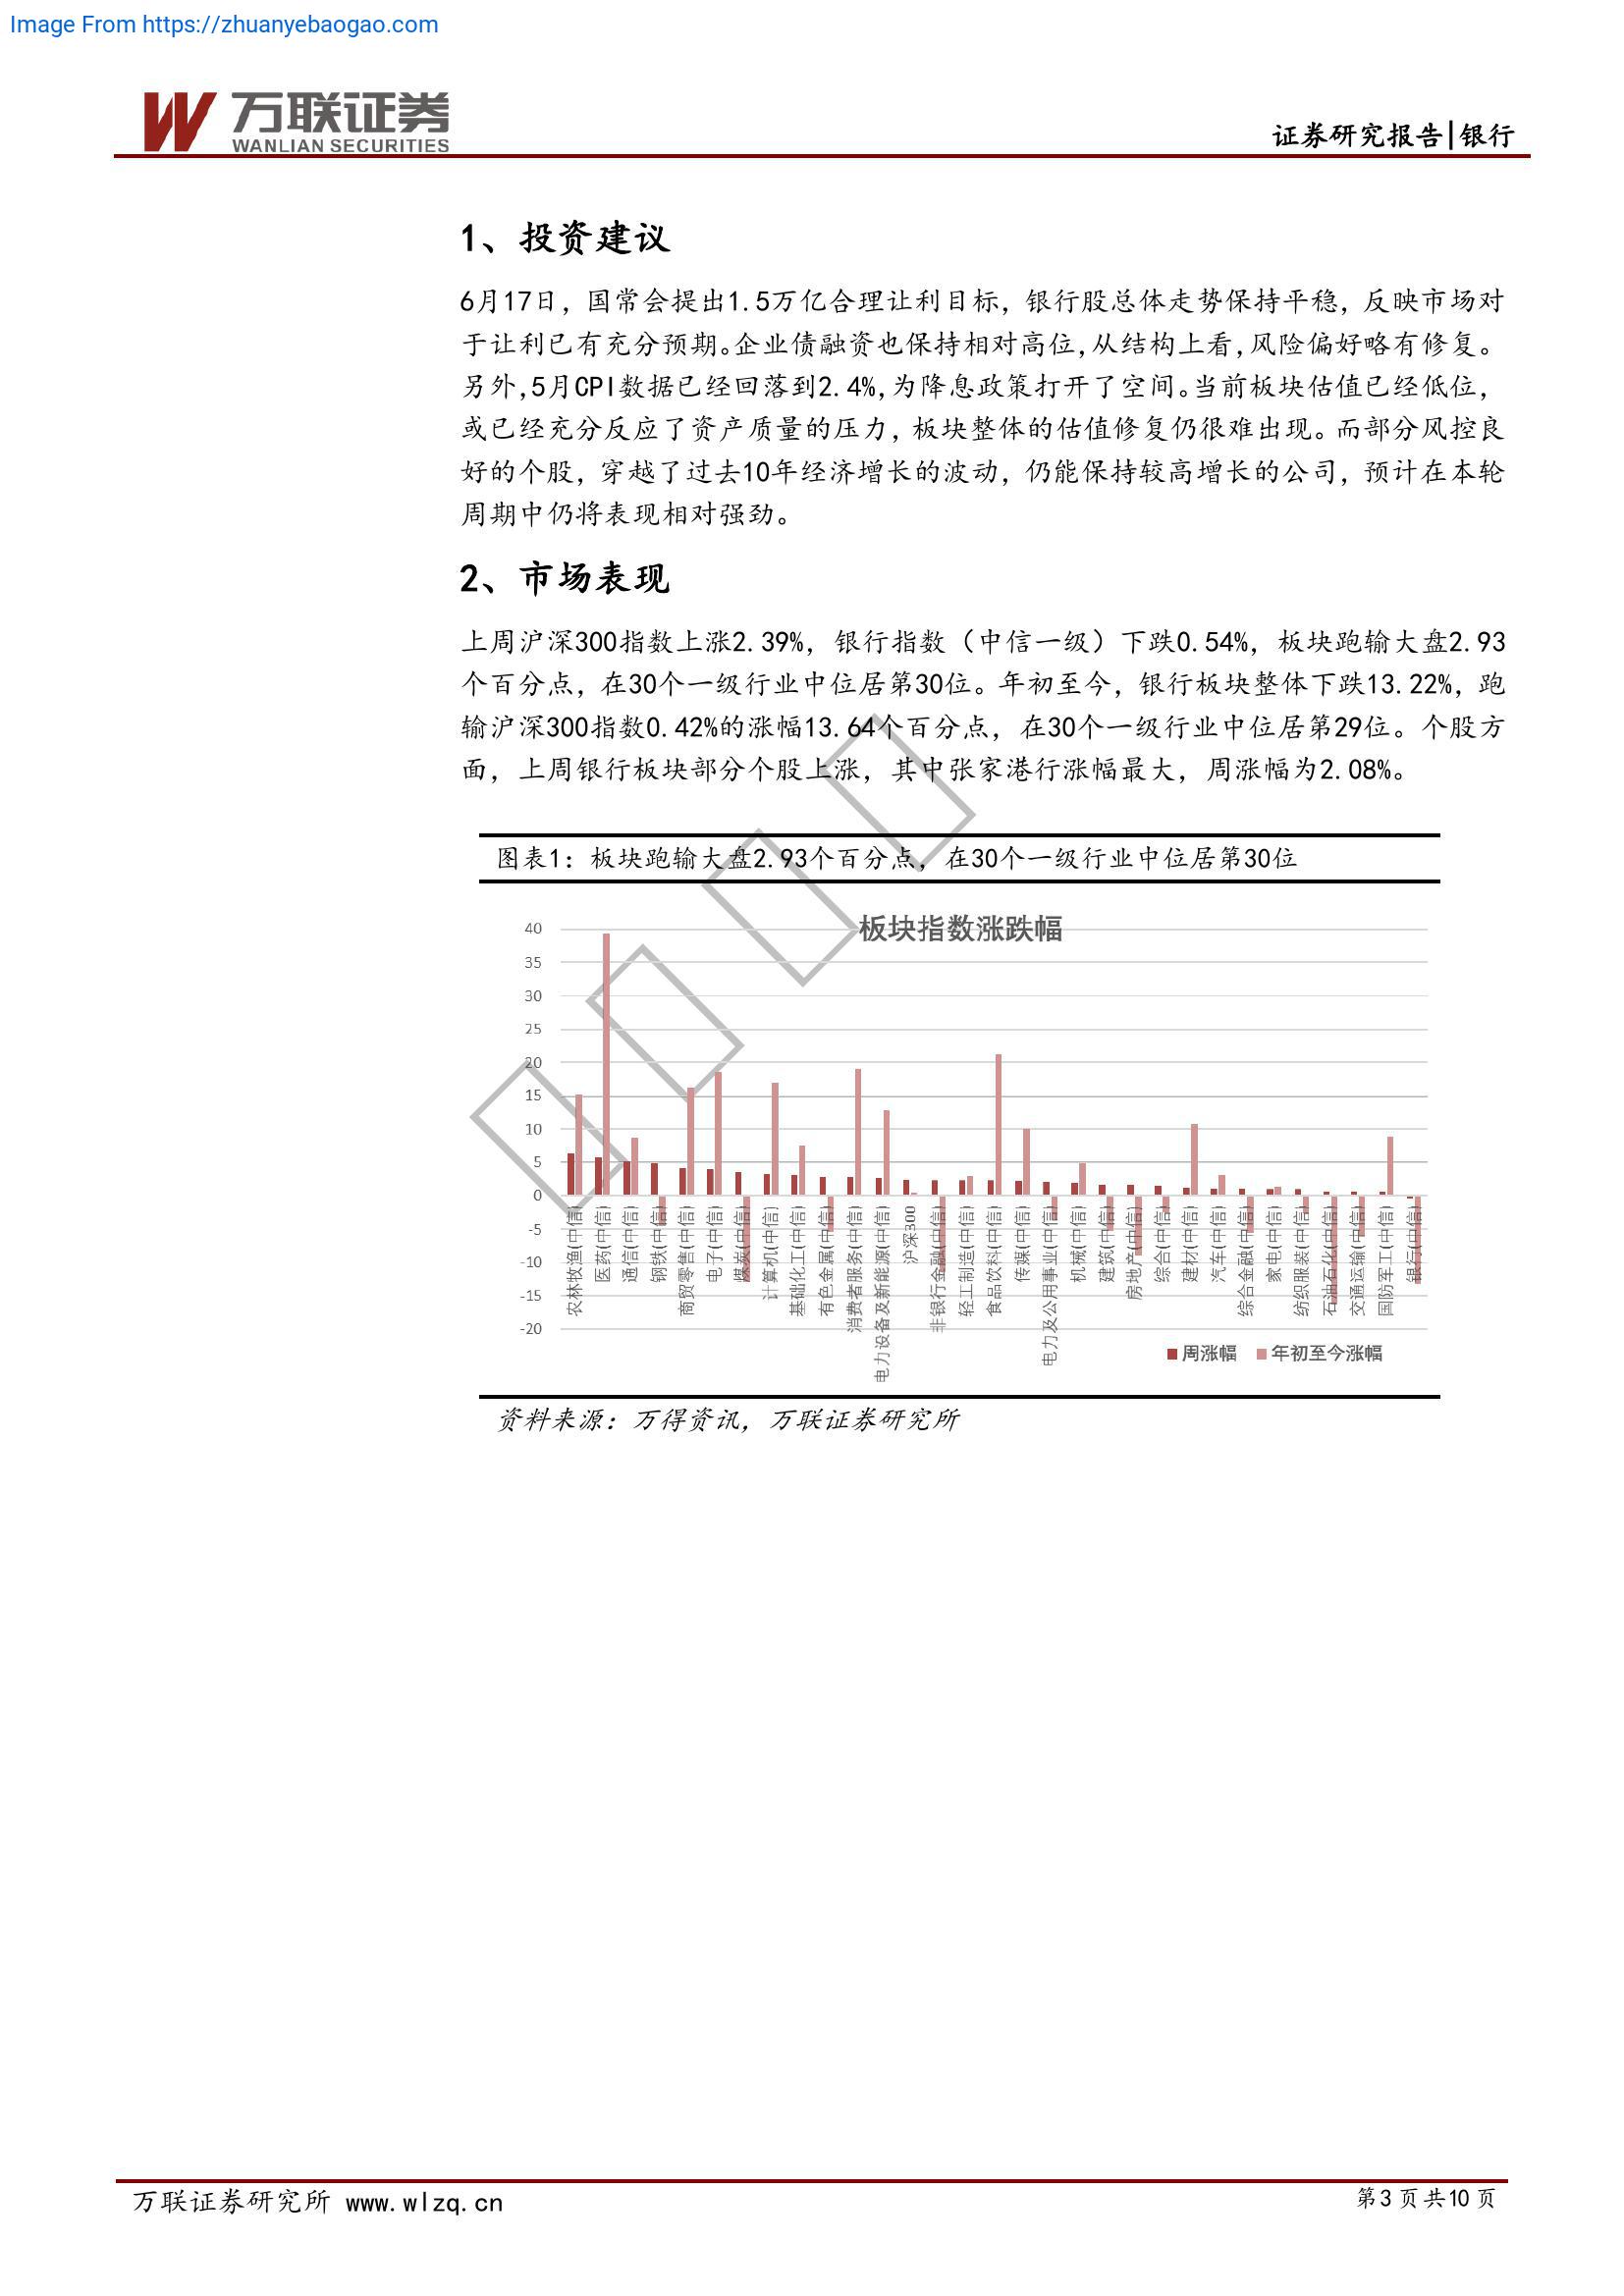 Image From https://zhuanyebaogao.com
万联证券
WANLIAN SECURITIES
证券研究报告|银行
1、投资建议
6月17日，国常会提出1.5万亿合理让利目标，银行股总体走势保持平稳，反映市场对
于让利已有充分预期。企业债融资也保持相对高位,从结构上看,风险偏好略有修复。
另外,5月CPI数据已经回落到2.4%,为降息政策打开了空间。当前板块估值已经低位，
或已经充分反应了资产质量的压力，板块整体的估值修复仍很难出现。而部分风控良
好的个股，穿越了过去10年经济增长的波动，仍能保持较高增长的公司，预计在本轮
周期中仍将表现相对强劲。
2、市场表现
上周沪深300指数上涨2.39%，银行指数（中信一级）下跌0.54%，板块跑输大盘2.93
个百分点，在30个一级行业中位居第30位。年初至今，银行板块整体下跌13.22%，跑
输沪深300指数0.42%的涨幅13.64个百分点，在30个一级行业中位居第29位。个股方
面，上周银行板块部分个股上涨，其中张家港行涨幅最大，周涨幅为2.08%。
图表1：板块跑输大盘2.93个百分点，在30个一级行业中位居第30位
板块指数涨跌幅
40
35
30
25
20
15
10
5
0
-5
-10
-15
-20
农林牧渔(中信)
医药(中信)
通信(中信)
钢铁(中信)
商贸零售(中信)
电子(中信)
煤炭(中信)
计算机(中信)
基础化工(中信)
有色金属(中信)
消费者服务(中信)
电力设备及新能源(中信)
沪深300
非银行金融(中信)
轻工制造(中信)
食品饮料(中信)
传媒(中信)
电力及公用事业(中信)
机械(中信)
建筑(中信)
房地产(中信)
综合(中信)
建材(中信)
汽车(中信)
综合金融(中信)
家电(中信)
纺织服装(中信)
石油石化(中信)
交通运输(中信)
国防军工(中信)
银行(中信)
周涨幅
年初至今涨幅
资料来源：万得资讯，万联证券研究所
万联证券研究所 www.wlzq.cn
第3页共10页